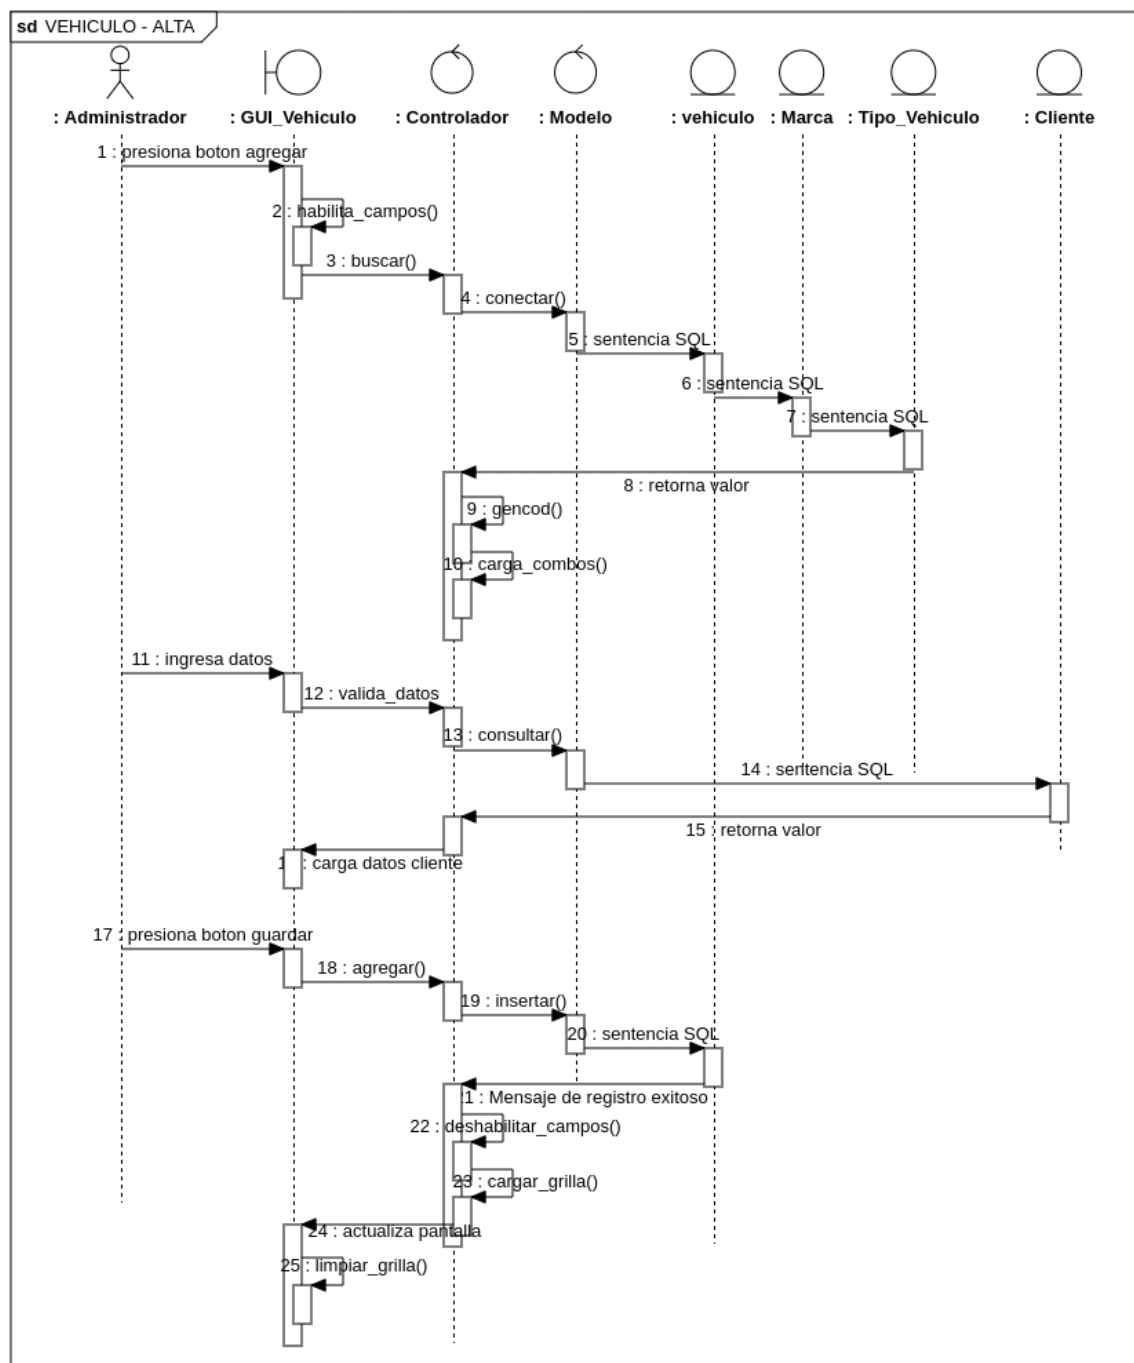 sd VEHICULO - ALTA
: Administrador
: GUI_Vehiculo
: Controlador
: Modelo
: vehiculo
: Marca
: Tipo_Vehiculo
: Cliente
1 : presiona boton agregar
2 : habilita_campos()
3 : buscar()
4 : conectar()
5 : sentencia SQL
6 : sentencia SQL
7 : sentencia SQL
8 : retorna valor
9 : gencod()
10 : carga_combos()
11 : ingresa datos
12 : valida_datos
13 : consultar()
14 : sentencia SQL
15 : retorna valor
: carga datos cliente
17 : presiona boton guardar
18 : agregar()
19 : insertar()
20 : sentencia SQL
1 : Mensaje de registro exitoso
22 : deshabilitar_campos()
23 : cargar_grilla()
24 : actualiza pantalla
25 : limpiar_grilla()